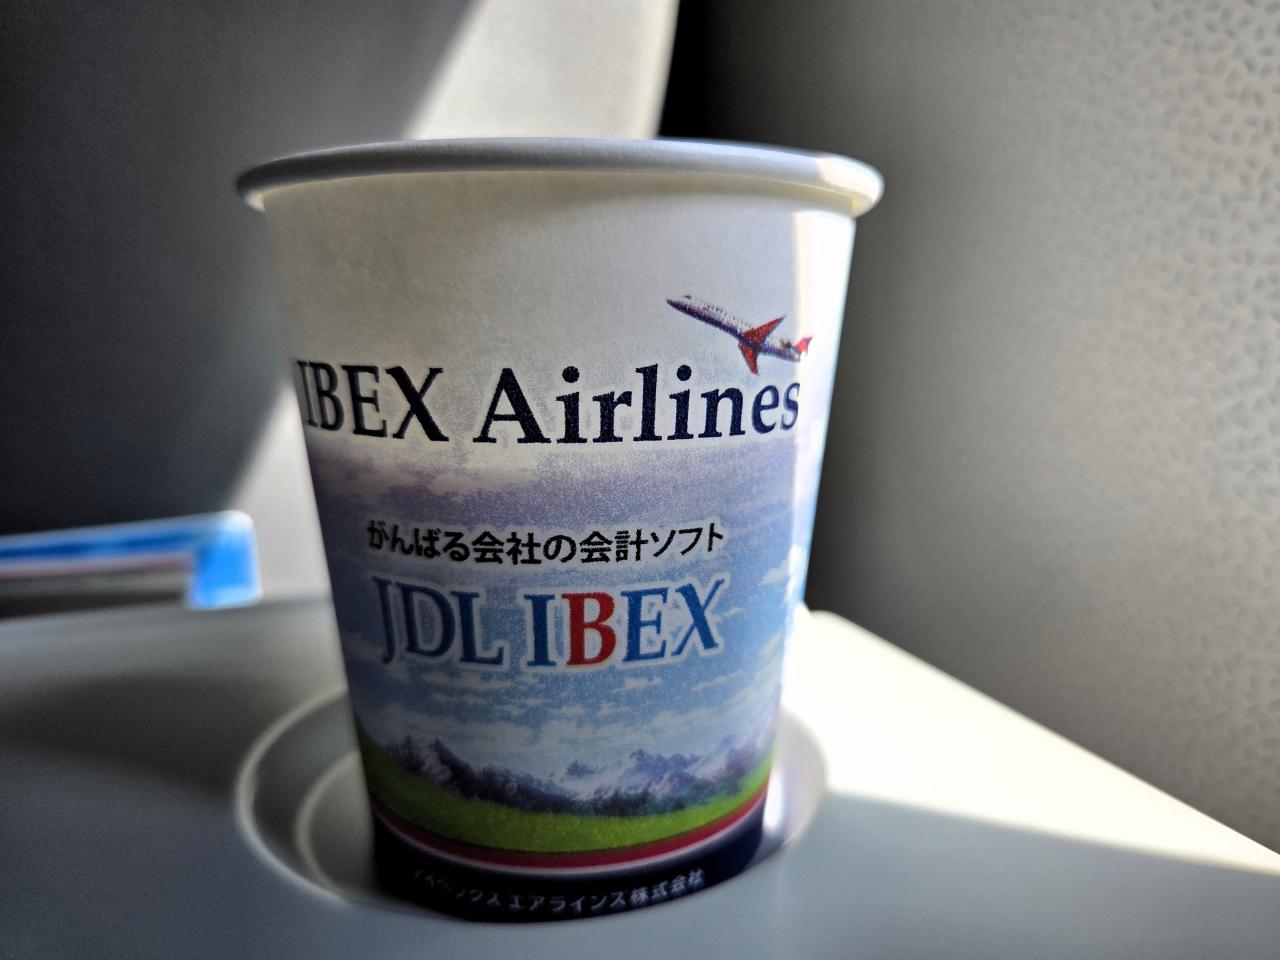 IBEX Airlines
がんばる会社の会計ソフト
JDL IBEX
アイベックス エアラインズ株式会社